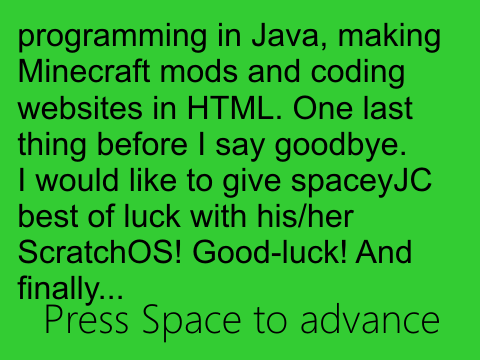 programming in Java, making
Minecraft mods and coding
websites in HTML. One last
thing before I say goodbye.
I would like to give spaceyJC
best of luck with his/her
ScratchOS! Good-luck! And
finally...
Press Space to advance